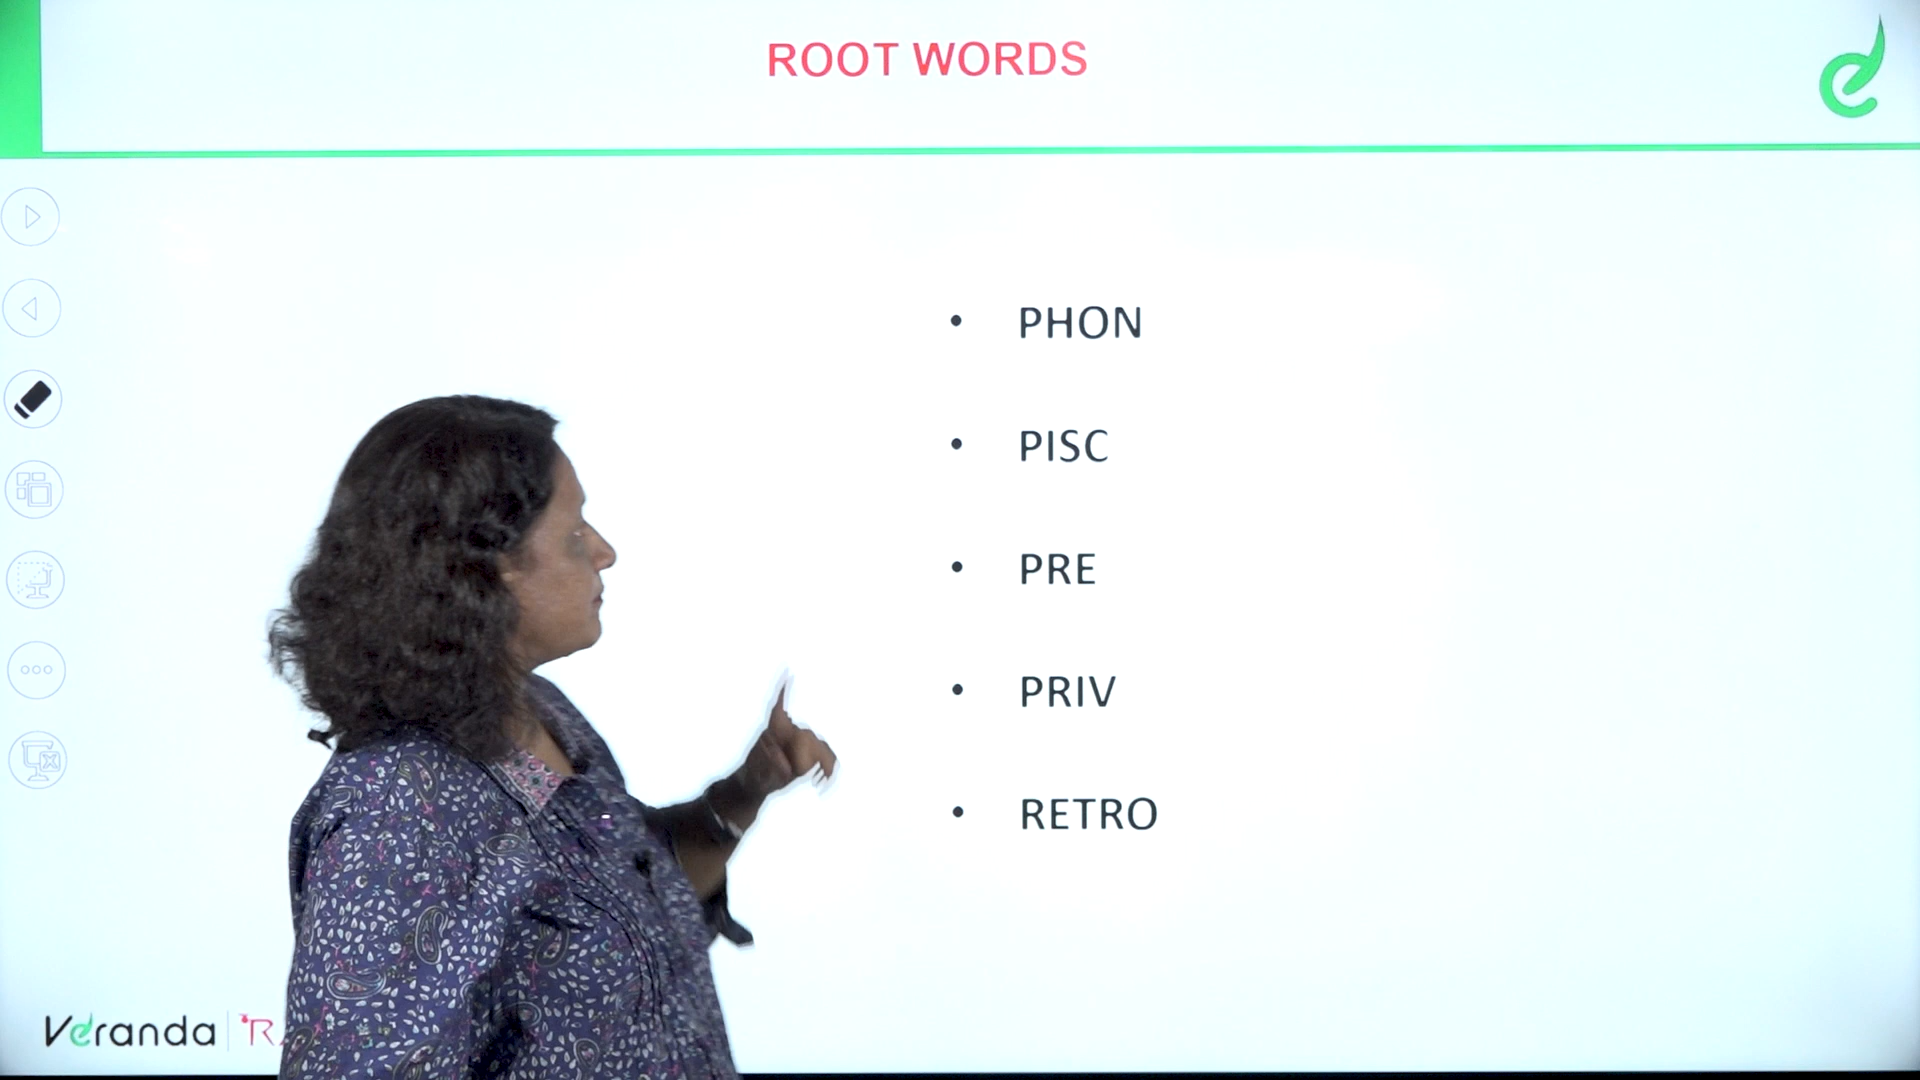 ROOT WORDS
• PHON
• PISC
• PRE
• PRIV
• RETRO
Veranda